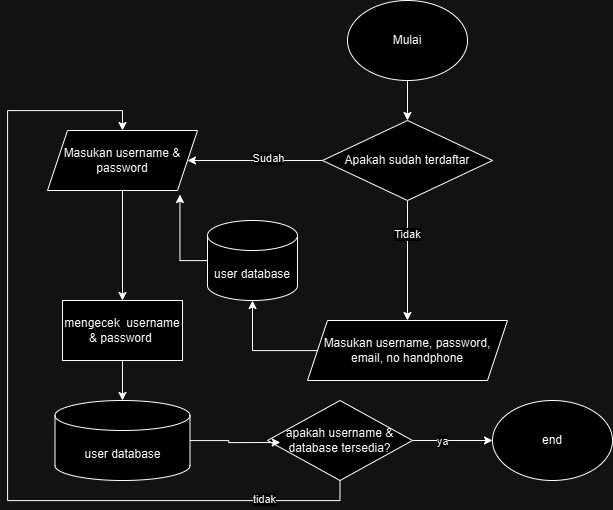 Mulai
Apakah sudah terdaftar
Sudah
Masukan username &
password
Tidak
user database
Masukan username, password,
email, no handphone
mengecek username
& password
user database
apakah username &
database tersedia?
ya
end
tidak